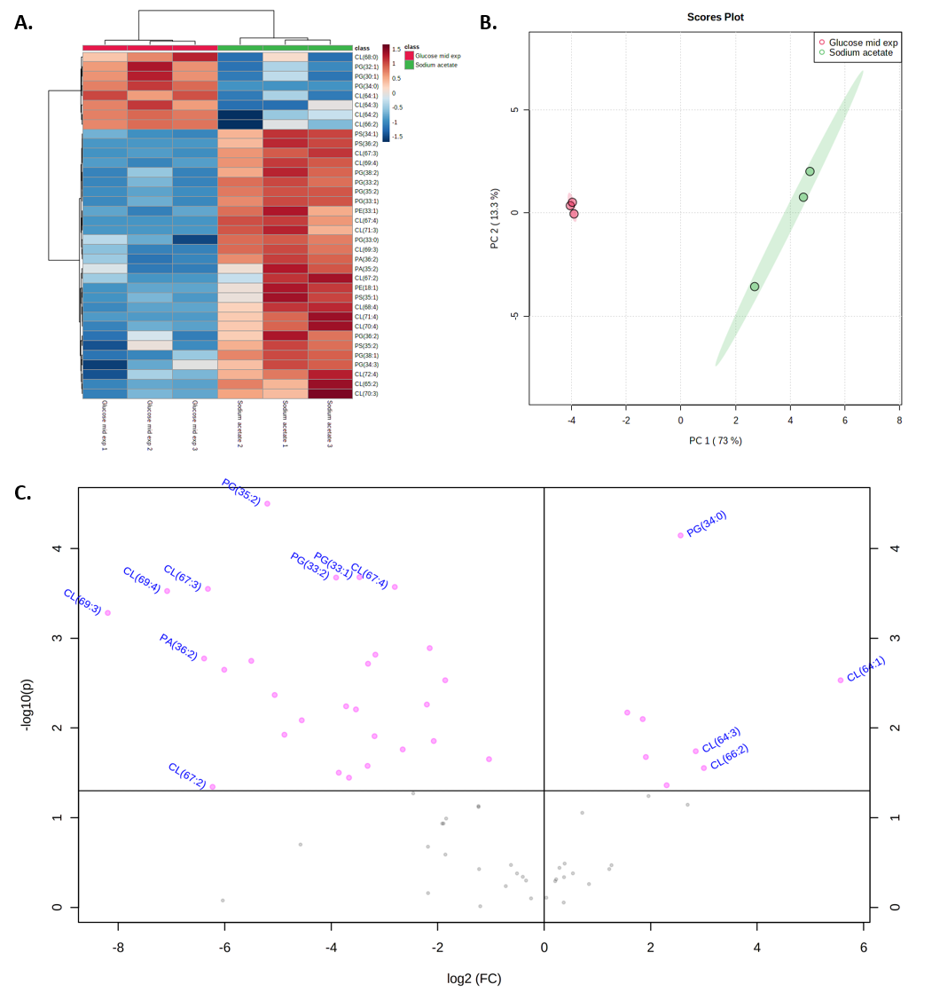 A.
class
CL(68:0)
PG(32:1)
PG(30:1)
PG(34:0)
CL(64:1)
CL(64:3)
CL(64:2)
CL(66:2)
PS(34:1)
PS(36:2)
CL(67:3)
CL(69:4)
PG(38:2)
PG(33:2)
PG(35:2)
PG(33:1)
PE(33:1)
CL(67:4)
CL(71:3)
PG(33:0)
CL(69:3)
PA(36:2)
PA(35:2)
CL(67:2)
PE(18:1)
PS(35:1)
CL(68:4)
CL(71:4)
CL(70:4)
PG(36:2)
PS(35:2)
PG(38:1)
PG(34:3)
CL(72:4)
CL(65:2)
CL(70:3)
1.5
1
0.5
0
-0.5
-1
-1.5
class
Glucose mid exp
Sodium acetate
Glucose mid exp 1
Glucose mid exp 2
Glucose mid exp 3
Sodium acetate 2
Sodium acetate 1
Sodium acetate 3
B.
Scores Plot
Glucose mid exp
Sodium acetate
PC 2 ( 13.3 %)
5
0
-5
-4 -2 0 2 4 6 8
PC 1 ( 73 %)
C.
PG(35:2)
PG(34:0)
PG(33:2)
PG(33:1)
CL(67:4)
CL(69:4)
CL(67:3)
CL(69:3)
PA(36:2)
CL(64:1)
CL(64:3)
CL(66:2)
CL(67:2)
-log10(p)
4
3
2
1
0
4
3
2
1
0
-8 -6 -4 -2 0 2 4 6
log2 (FC)